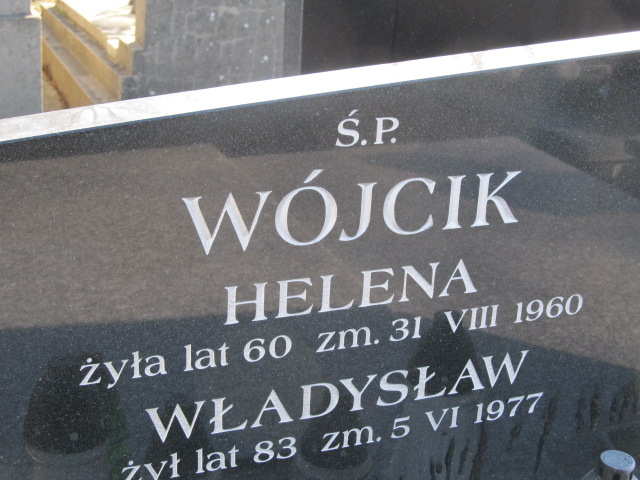 Ś.P.
WÓJCIK
HELENA
żyła lat 60 zm. 31 VIII 1960
WŁADYSŁAW
żył lat 83 zm. 5 VI 1977